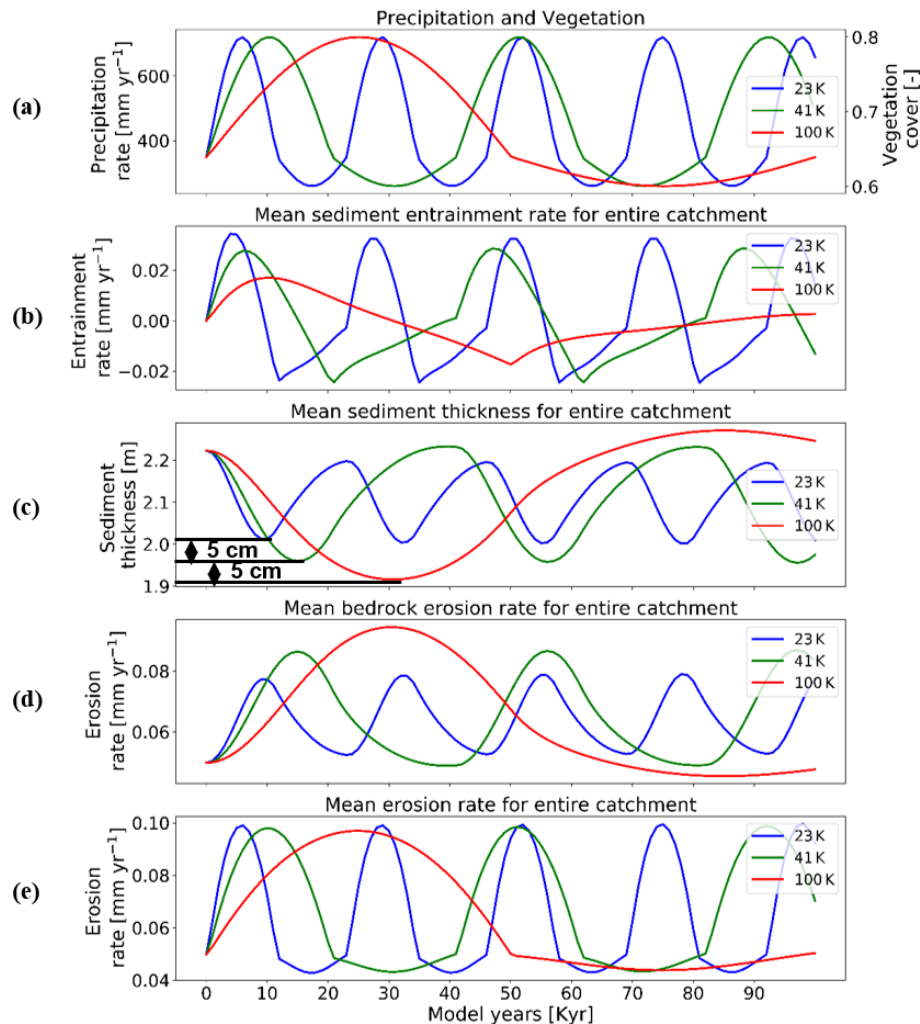 Precipitation and Vegetation
(a)
Precipitation
rate [mm yr⁻¹]
600
400
0.8
0.7
0.6
Vegetation
cover [-]
23 K
41 K
100 K
Mean sediment entrainment rate for entire catchment
(b)
Entrainment
rate [mm yr⁻¹]
0.02
0.00
−0.02
23 K
41 K
100 K
Mean sediment thickness for entire catchment
(c)
Sediment
thickness [m]
2.2
2.1
2.0
1.9
5 cm
5 cm
23 K
41 K
100 K
Mean bedrock erosion rate for entire catchment
(d)
Erosion
rate [mm yr⁻¹]
0.08
0.06
23 K
41 K
100 K
Mean erosion rate for entire catchment
(e)
Erosion
rate [mm yr⁻¹]
0.10
0.08
0.06
0.04
23 K
41 K
100 K
0 10 20 30 40 50 60 70 80 90
Model years [Kyr]